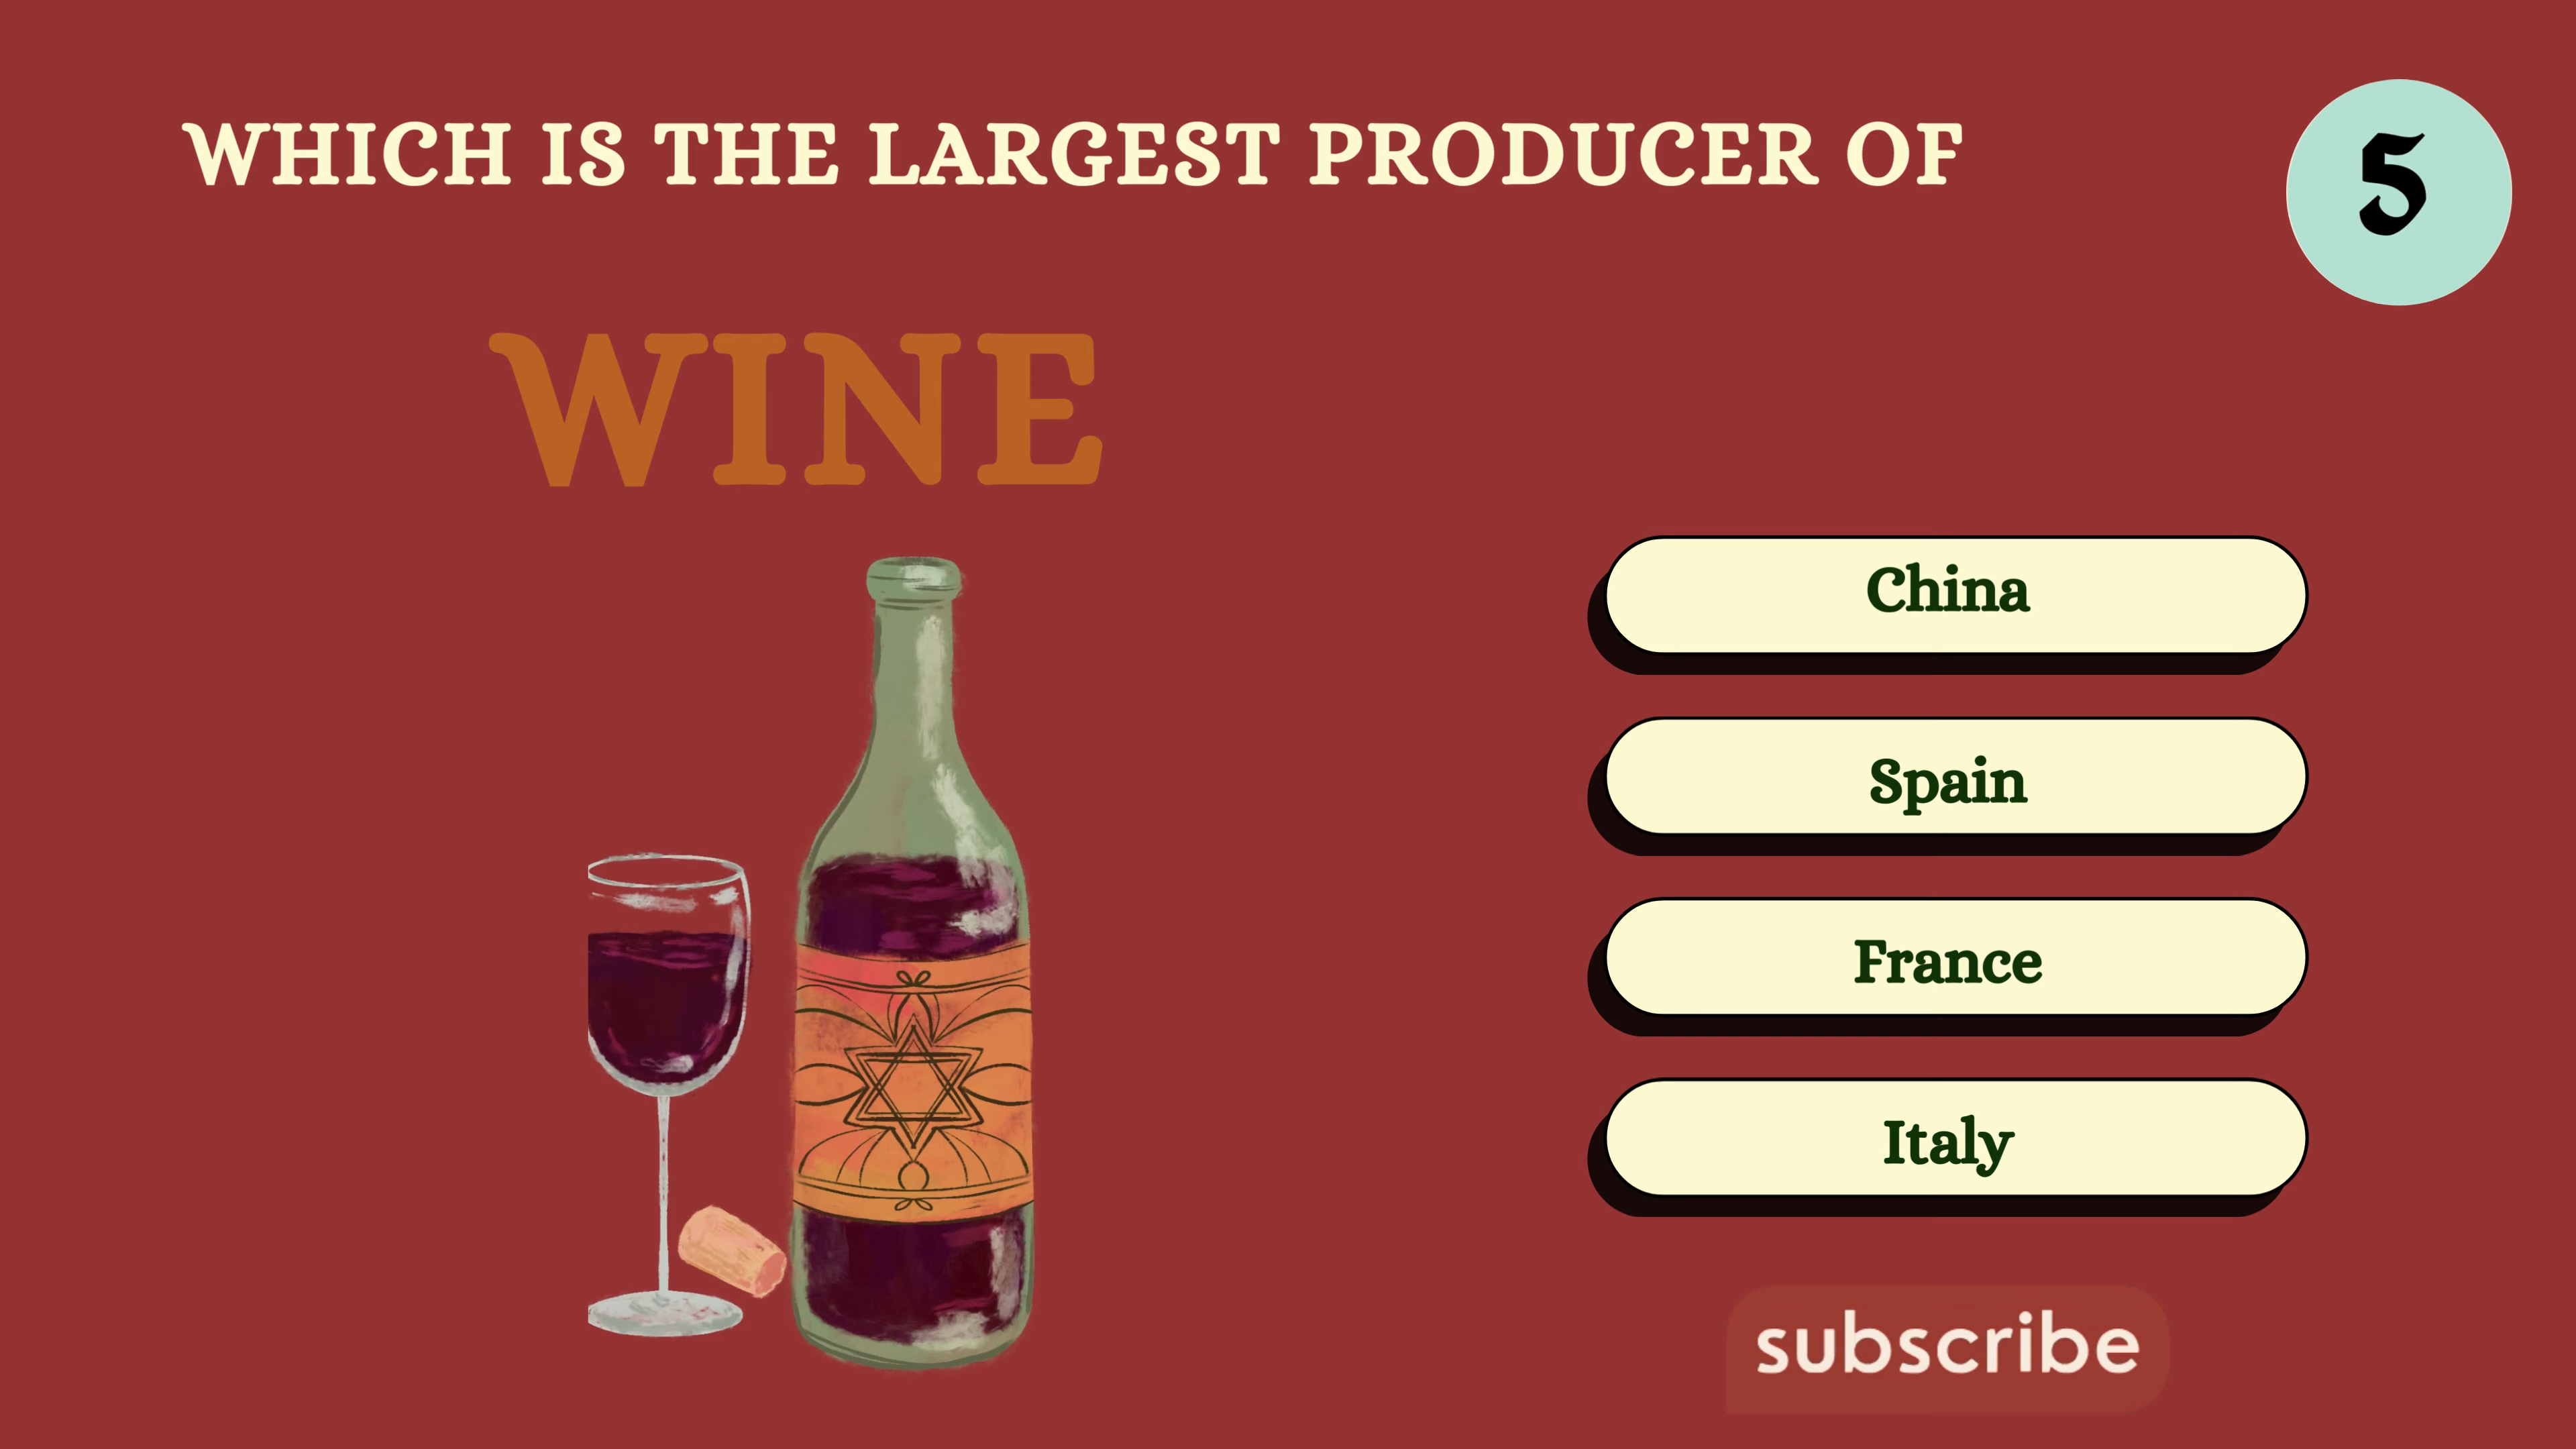 WHICH IS THE LARGEST PRODUCER OF
5
WINE
China
Spain
France
Italy
subscribe